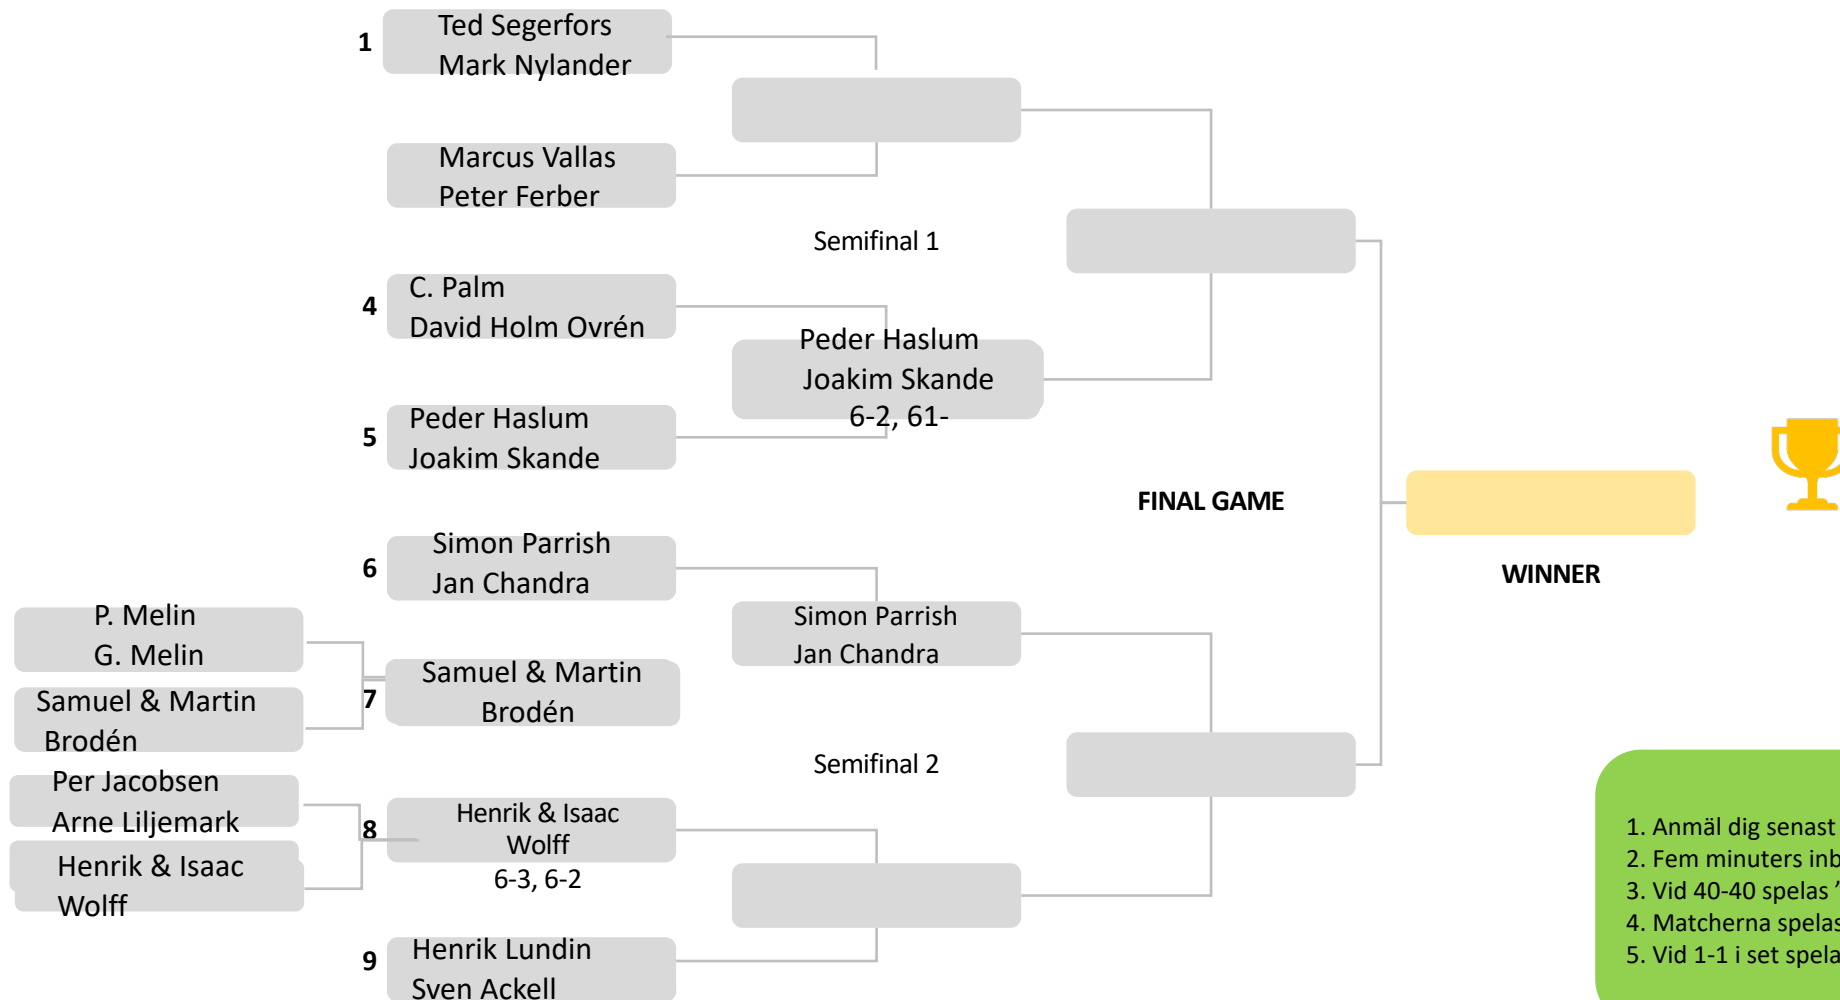 1
Ted Segerfors
Mark Nylander
Marcus Vallas
Peter Ferber
Semifinal 1
4
C. Palm
David Holm Ovrén
Peder Haslum
Joakim Skande
6-2, 61-
5
Peder Haslum
Joakim Skande
FINAL GAME
WINNER
6
Simon Parrish
Jan Chandra
Simon Parrish
Jan Chandra
P. Melin
G. Melin
Samuel & Martin
Brodén
7
Samuel & Martin
Brodén
Semifinal 2
Per Jacobsen
Arne Liljemark
Henrik & Isaac
Wolff
8
Henrik & Isaac
Wolff
6-3, 6-2
9
Henrik Lundin
Sven Ackell
1. Anmäl dig senast
2. Fem minuters inb
3. Vid 40-40 spelas ’
4. Matcherna spelas
5. Vid 1-1 i set spela